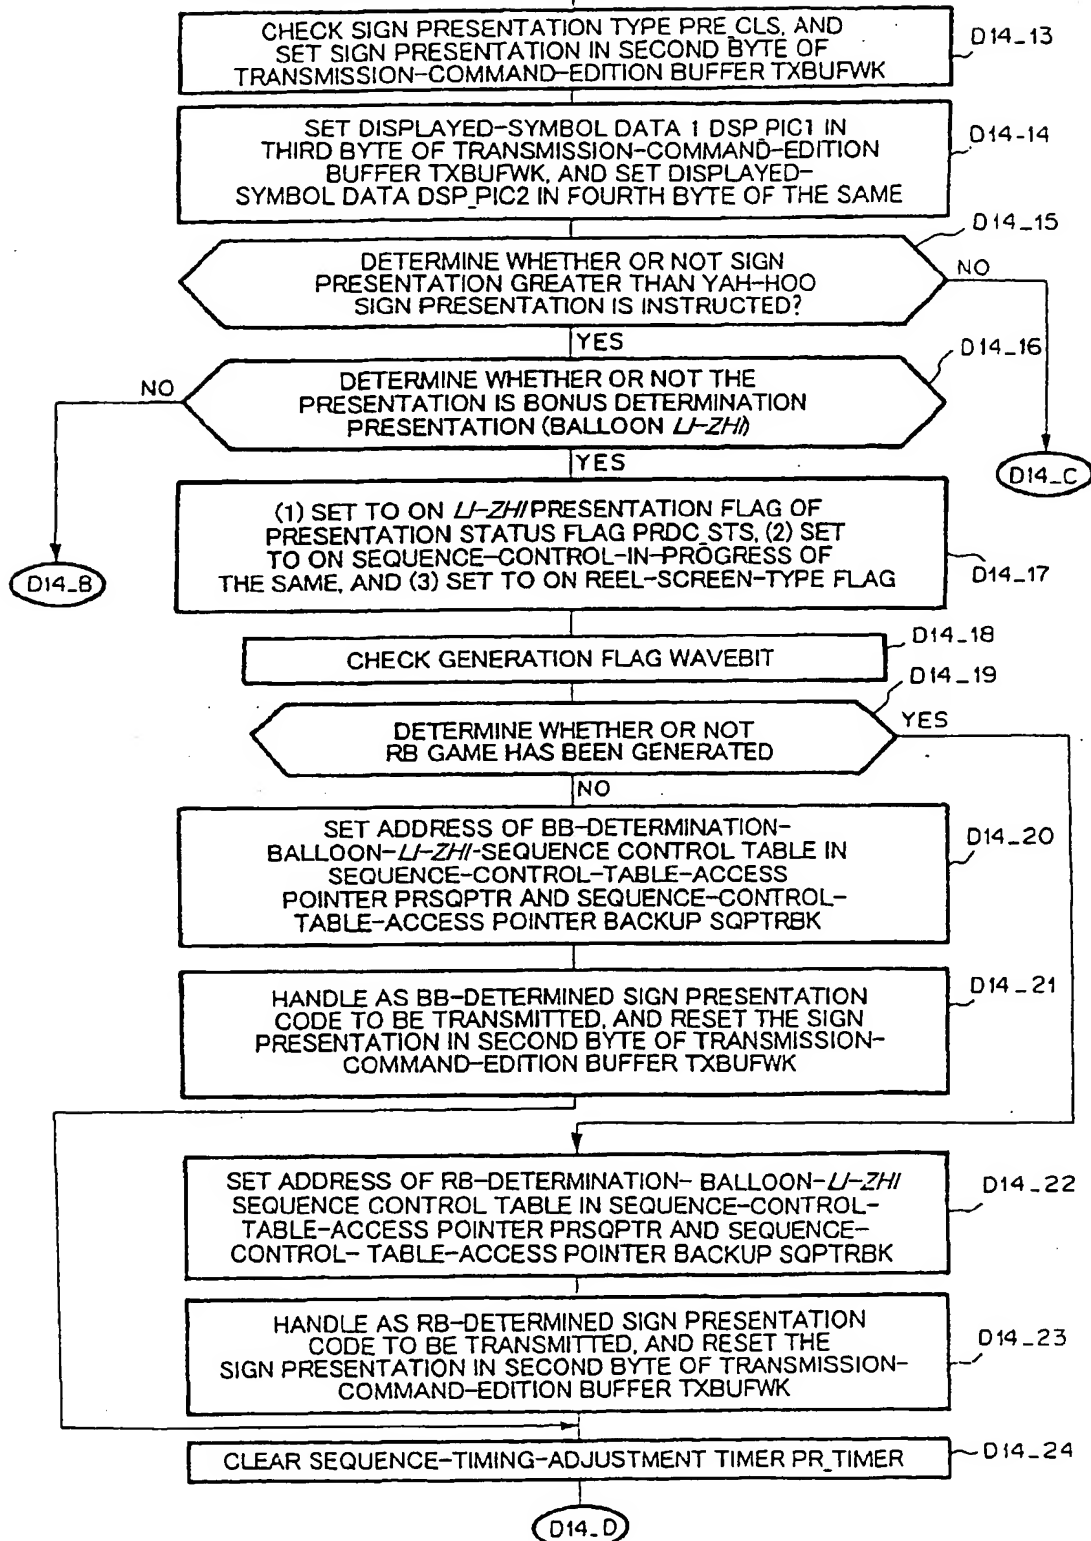 CHECK SIGN PRESENTATION TYPE PRE_CLS, AND
SET SIGN PRESENTATION IN SECOND BYTE OF
TRANSMISSION-COMMAND-EDITION BUFFER TXBUFWK
D14_13
SET DISPLAYED-SYMBOL DATA 1 DSP_PIC1 IN
THIRD BYTE OF TRANSMISSION-COMMAND-EDITION
BUFFER TXBUFWK, AND SET DISPLAYED-
SYMBOL DATA DSP_PIC2 IN FOURTH BYTE OF THE SAME
D14_14
DETERMINE WHETHER OR NOT SIGN
PRESENTATION GREATER THAN YAH-HOO
SIGN PRESENTATION IS INSTRUCTED?
D14_15
NO
YES
DETERMINE WHETHER OR NOT THE
PRESENTATION IS BONUS DETERMINATION
PRESENTATION (BALLOON LI-ZHI)
D14_16
NO
YES
D14_C
D14_B
(1) SET TO ON LI-ZHI PRESENTATION FLAG OF
PRESENTATION STATUS FLAG PRDC_STS, (2) SET
TO ON SEQUENCE-CONTROL-IN-PROGRESS OF
THE SAME, AND (3) SET TO ON REEL-SCREEN-TYPE FLAG
D14_17
CHECK GENERATION FLAG WAVEBIT
D14_18
DETERMINE WHETHER OR NOT
RB GAME HAS BEEN GENERATED
D14_19
YES
NO
SET ADDRESS OF BB-DETERMINATION-
BALLOON-LI-ZHI-SEQUENCE CONTROL TABLE IN
SEQUENCE-CONTROL-TABLE-ACCESS
POINTER PRSQPTR AND SEQUENCE-CONTROL-
TABLE-ACCESS POINTER BACKUP SQPTRBK
D14_20
HANDLE AS BB-DETERMINED SIGN PRESENTATION
CODE TO BE TRANSMITTED, AND RESET THE SIGN
PRESENTATION IN SECOND BYTE OF TRANSMISSION-
COMMAND-EDITION BUFFER TXBUFWK
D14_21
SET ADDRESS OF RB-DETERMINATION- BALLOON-LI-ZHI
SEQUENCE CONTROL TABLE IN SEQUENCE-CONTROL-
TABLE-ACCESS POINTER PRSQPTR AND SEQUENCE-
CONTROL- TABLE-ACCESS POINTER BACKUP SQPTRBK
D14_22
HANDLE AS RB-DETERMINED SIGN PRESENTATION
CODE TO BE TRANSMITTED, AND RESET THE
SIGN PRESENTATION IN SECOND BYTE OF TRANSMISSION-
COMMAND-EDITION BUFFER TXBUFWK
D14_23
CLEAR SEQUENCE-TIMING-ADJUSTMENT TIMER PR_TIMER
D14_24
D14_D